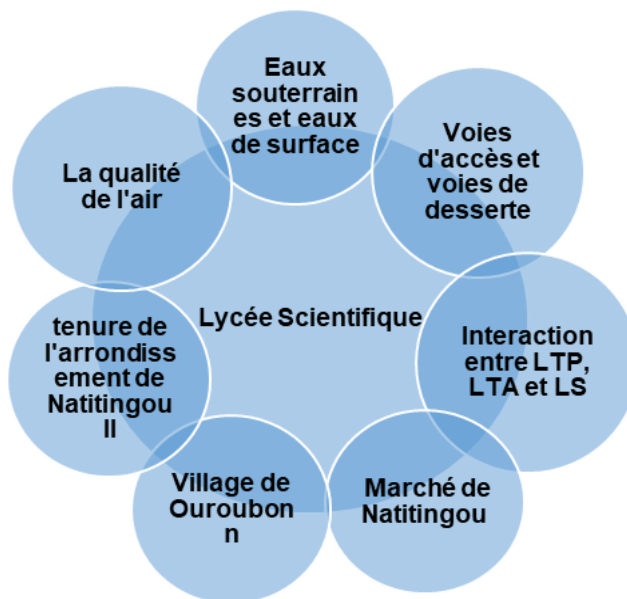 Eaux
souterrain
es et eaux
de surface
Voies
d'accès et
voies de
desserte
Interaction
entre LTP,
LTA et LS
Marché de
Natitingou
Village de
Ouroubon
n
tenure de
l'arrondiss
ement de
Natitingou
II
La qualité
de l'air
Lycée Scientifique